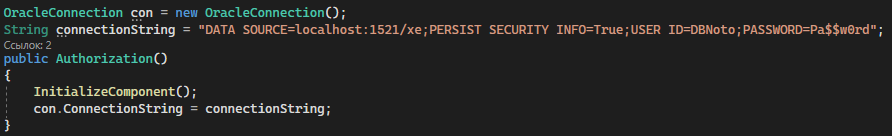 OracleConnection con = new OracleConnection();
String connectionString = "DATA SOURCE=localhost:1521/xe;PERSIST SECURITY INFO=True;USER ID=DBNoto;PASSWORD=Pa$$w0rd";
Ссылок: 2
public Authorization()
{
InitializeComponent();
con.ConnectionString = connectionString;
}